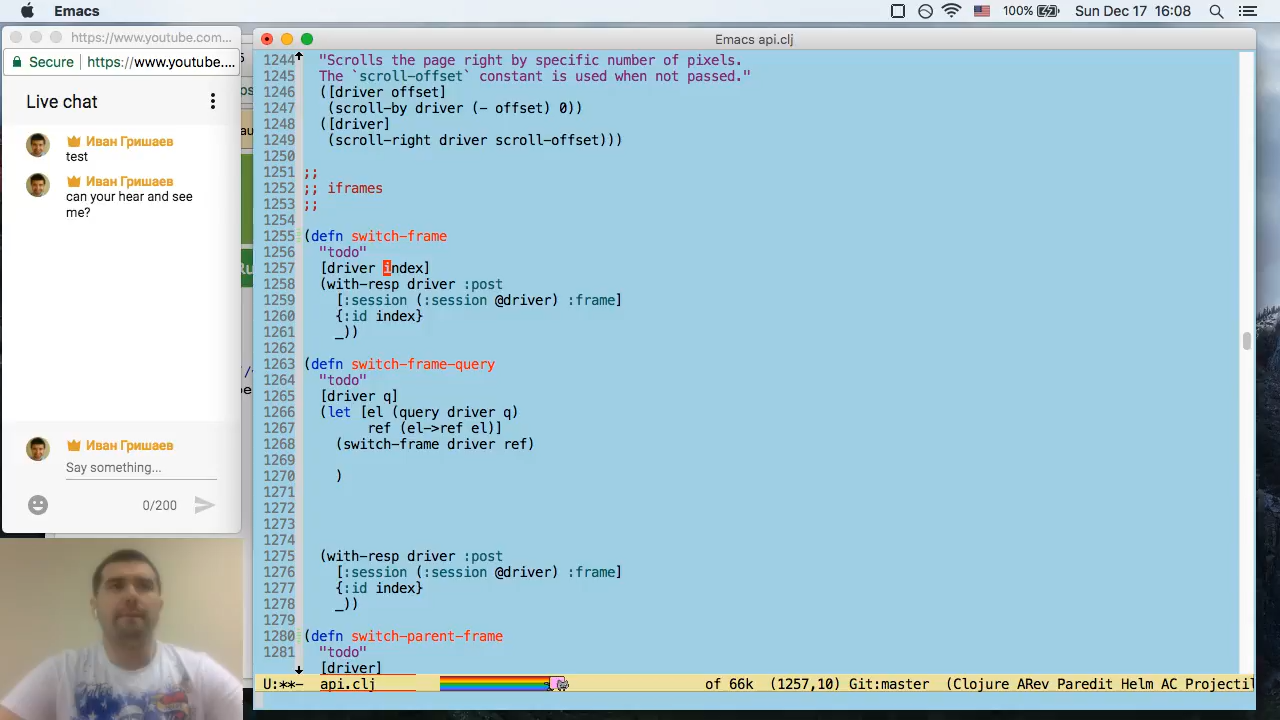 Emacs
100%
Sun Dec 17 16:08
https://www.youtube.com...
Secure
https://www.youtube....
Live chat
Иван Гришаев
test
Иван Гришаев
can your hear and see
me?
Иван Гришаев
Say something...
0/200
Emacs api.clj
1244 "Scrolls the page right by specific number of pixels.
1245 The `scroll-offset` constant is used when not passed."
1246 ([driver offset]
1247 (scroll-by driver (- offset) 0))
1248 ([driver]
1249 (scroll-right driver scroll-offset)))
1250
1251 ;;
1252 ;; iframes
1253 ;;
1254
1255 (defn switch-frame
1256 "todo"
1257 [driver index]
1258 (with-resp driver :post
1259 [:session (:session @driver) :frame]
1260 {:id index}
1261 _))
1262
1263 (defn switch-frame-query
1264 "todo"
1265 [driver q]
1266 (let [el (query driver q)
1267 ref (el->ref el)]
1268 (switch-frame driver ref)
1269
1270 )
1271
1272
1273
1274
1275 (with-resp driver :post
1276 [:session (:session @driver) :frame]
1277 {:id index}
1278 _))
1279
1280 (defn switch-parent-frame
1281 "todo"
[driver]
U:**- api.clj of 66k (1257,10) Git:master (Clojure ARev Paredit Helm AC Projectil